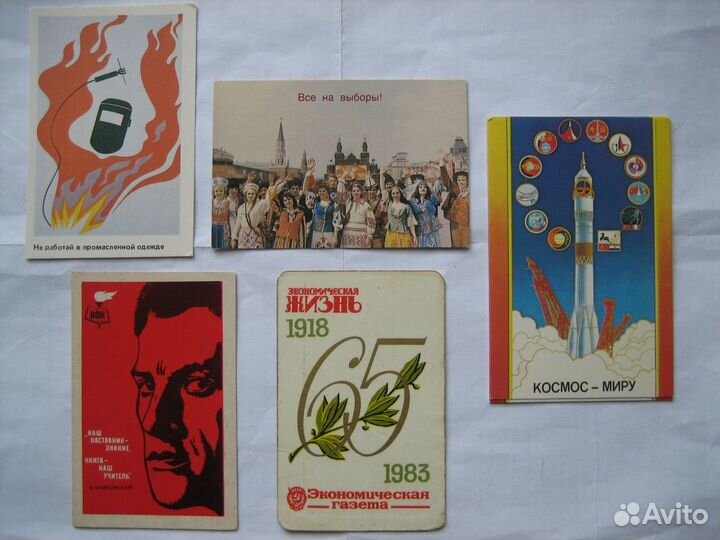 Не работай в промасленной одежде
Все на выборы!
КОСМОС – МИРУ
ВОК
„НАШ
НАСТАВНИК–
ЗНАНИЕ.
КНИГА–
НАШ
УЧИТЕЛЬ"
В. МАЯКОВСКИЙ
ЭКОНОМИЧЕСКАЯ
ЖИЗНЬ
1918
65
1983
Экономическая
газета
Avito